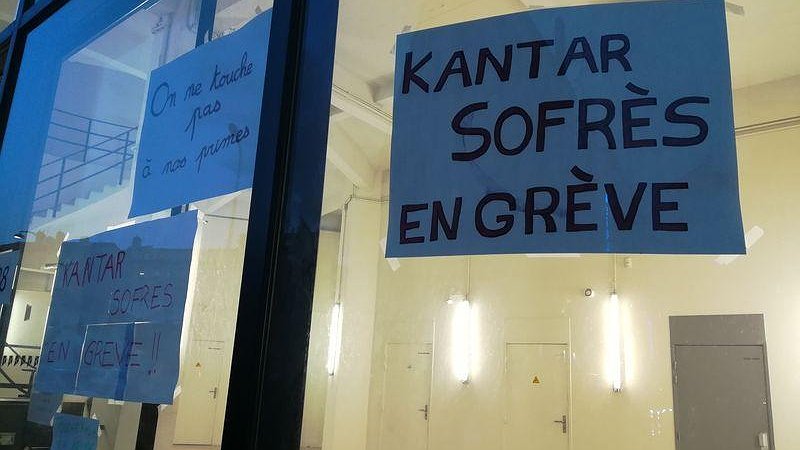 On ne touche
pas
à nos primes
KANTAR
SOFRES
EN GREVE !!
KANTAR
SOFRÈS
EN GRÈVE